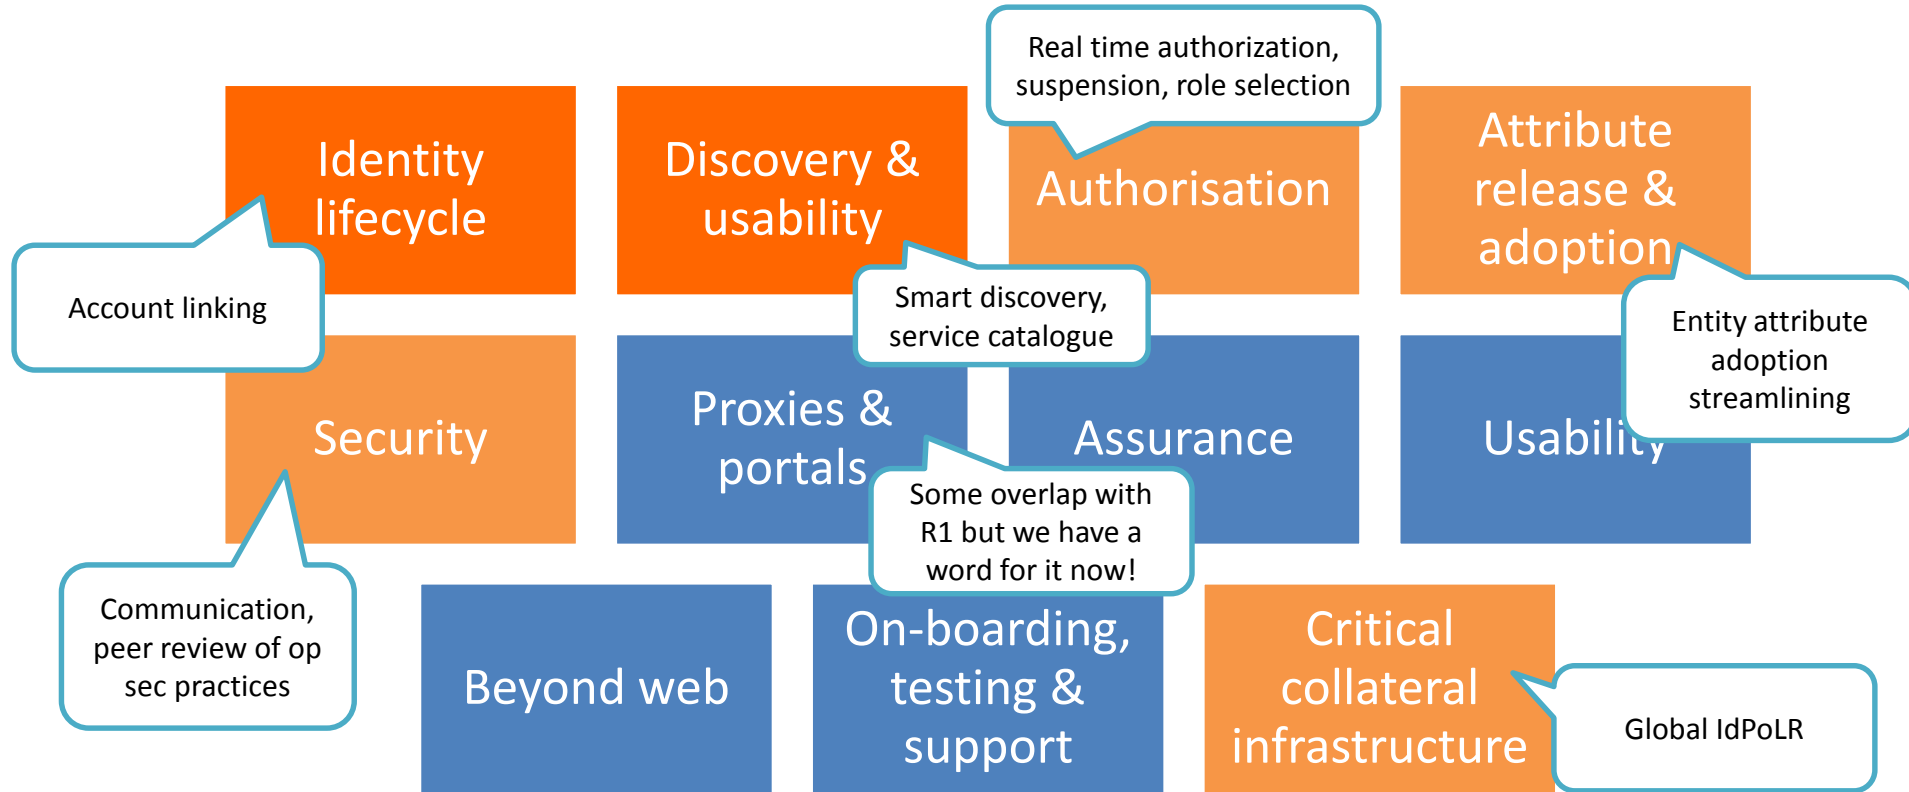 Real time authorization,
suspension, role selection
Identity
lifecycle
Discovery &
usability
Authorisation
Attribute
release &
adoption
Account linking
Smart discovery,
service catalogue
Entity attribute
adoption
streamlining
Security
Proxies &
portals
Assurance
Usability
Some overlap with
R1 but we have a
word for it now!
Communication,
peer review of op
sec practices
Beyond web
On-boarding,
testing &
support
Critical
collateral
infrastructure
Global IdPoLR